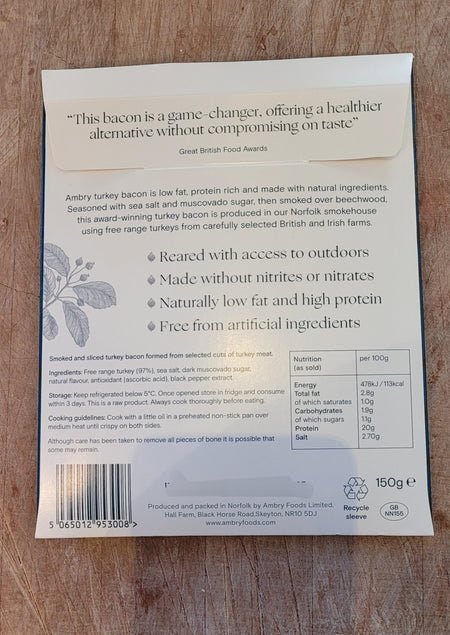 “This bacon is a game-changer, offering a healthier
alternative without compromising on taste”
Great British Food Awards
Ambry turkey bacon is low fat, protein rich and made with natural ingredients.
Seasoned with sea salt and muscovado sugar, then smoked over beechwood,
this award-winning turkey bacon is produced in our Norfolk smokehouse
using free range turkeys from carefully selected British and Irish farms.
Reared with access to outdoors
Made without nitrites or nitrates
Naturally low fat and high protein
Free from artificial ingredients
Smoked and sliced turkey bacon formed from selected cuts of turkey meat.
Ingredients: Free range turkey (97%), sea salt, dark muscovado sugar,
natural flavour, antioxidant (ascorbic acid), black pepper extract.
Storage: Keep refrigerated below 5°C. Once opened store in fridge and consume
within 3 days. This is a raw product. Always cook thoroughly before eating.
Cooking guidelines: Cook with a little oil in a preheated non-stick pan over
medium heat until crispy on both sides.
Although care has been taken to remove all pieces of bone it is possible that
some may remain.
Nutrition per 100g
(as sold)
Energy 478kJ / 113kcal
Total fat 2.8g
of which saturates 1.0g
Carbohydrates 1.9g
of which sugars 1.1g
Protein 20g
Salt 2.70g
5 065012 953008 >
Produced and packed in Norfolk by Ambry Foods Limited,
Hall Farm, Black Horse Road,Skeyton, NR10 5DJ
www.ambryfoods.com
Recycle
sleeve
150g e
GB
NN155